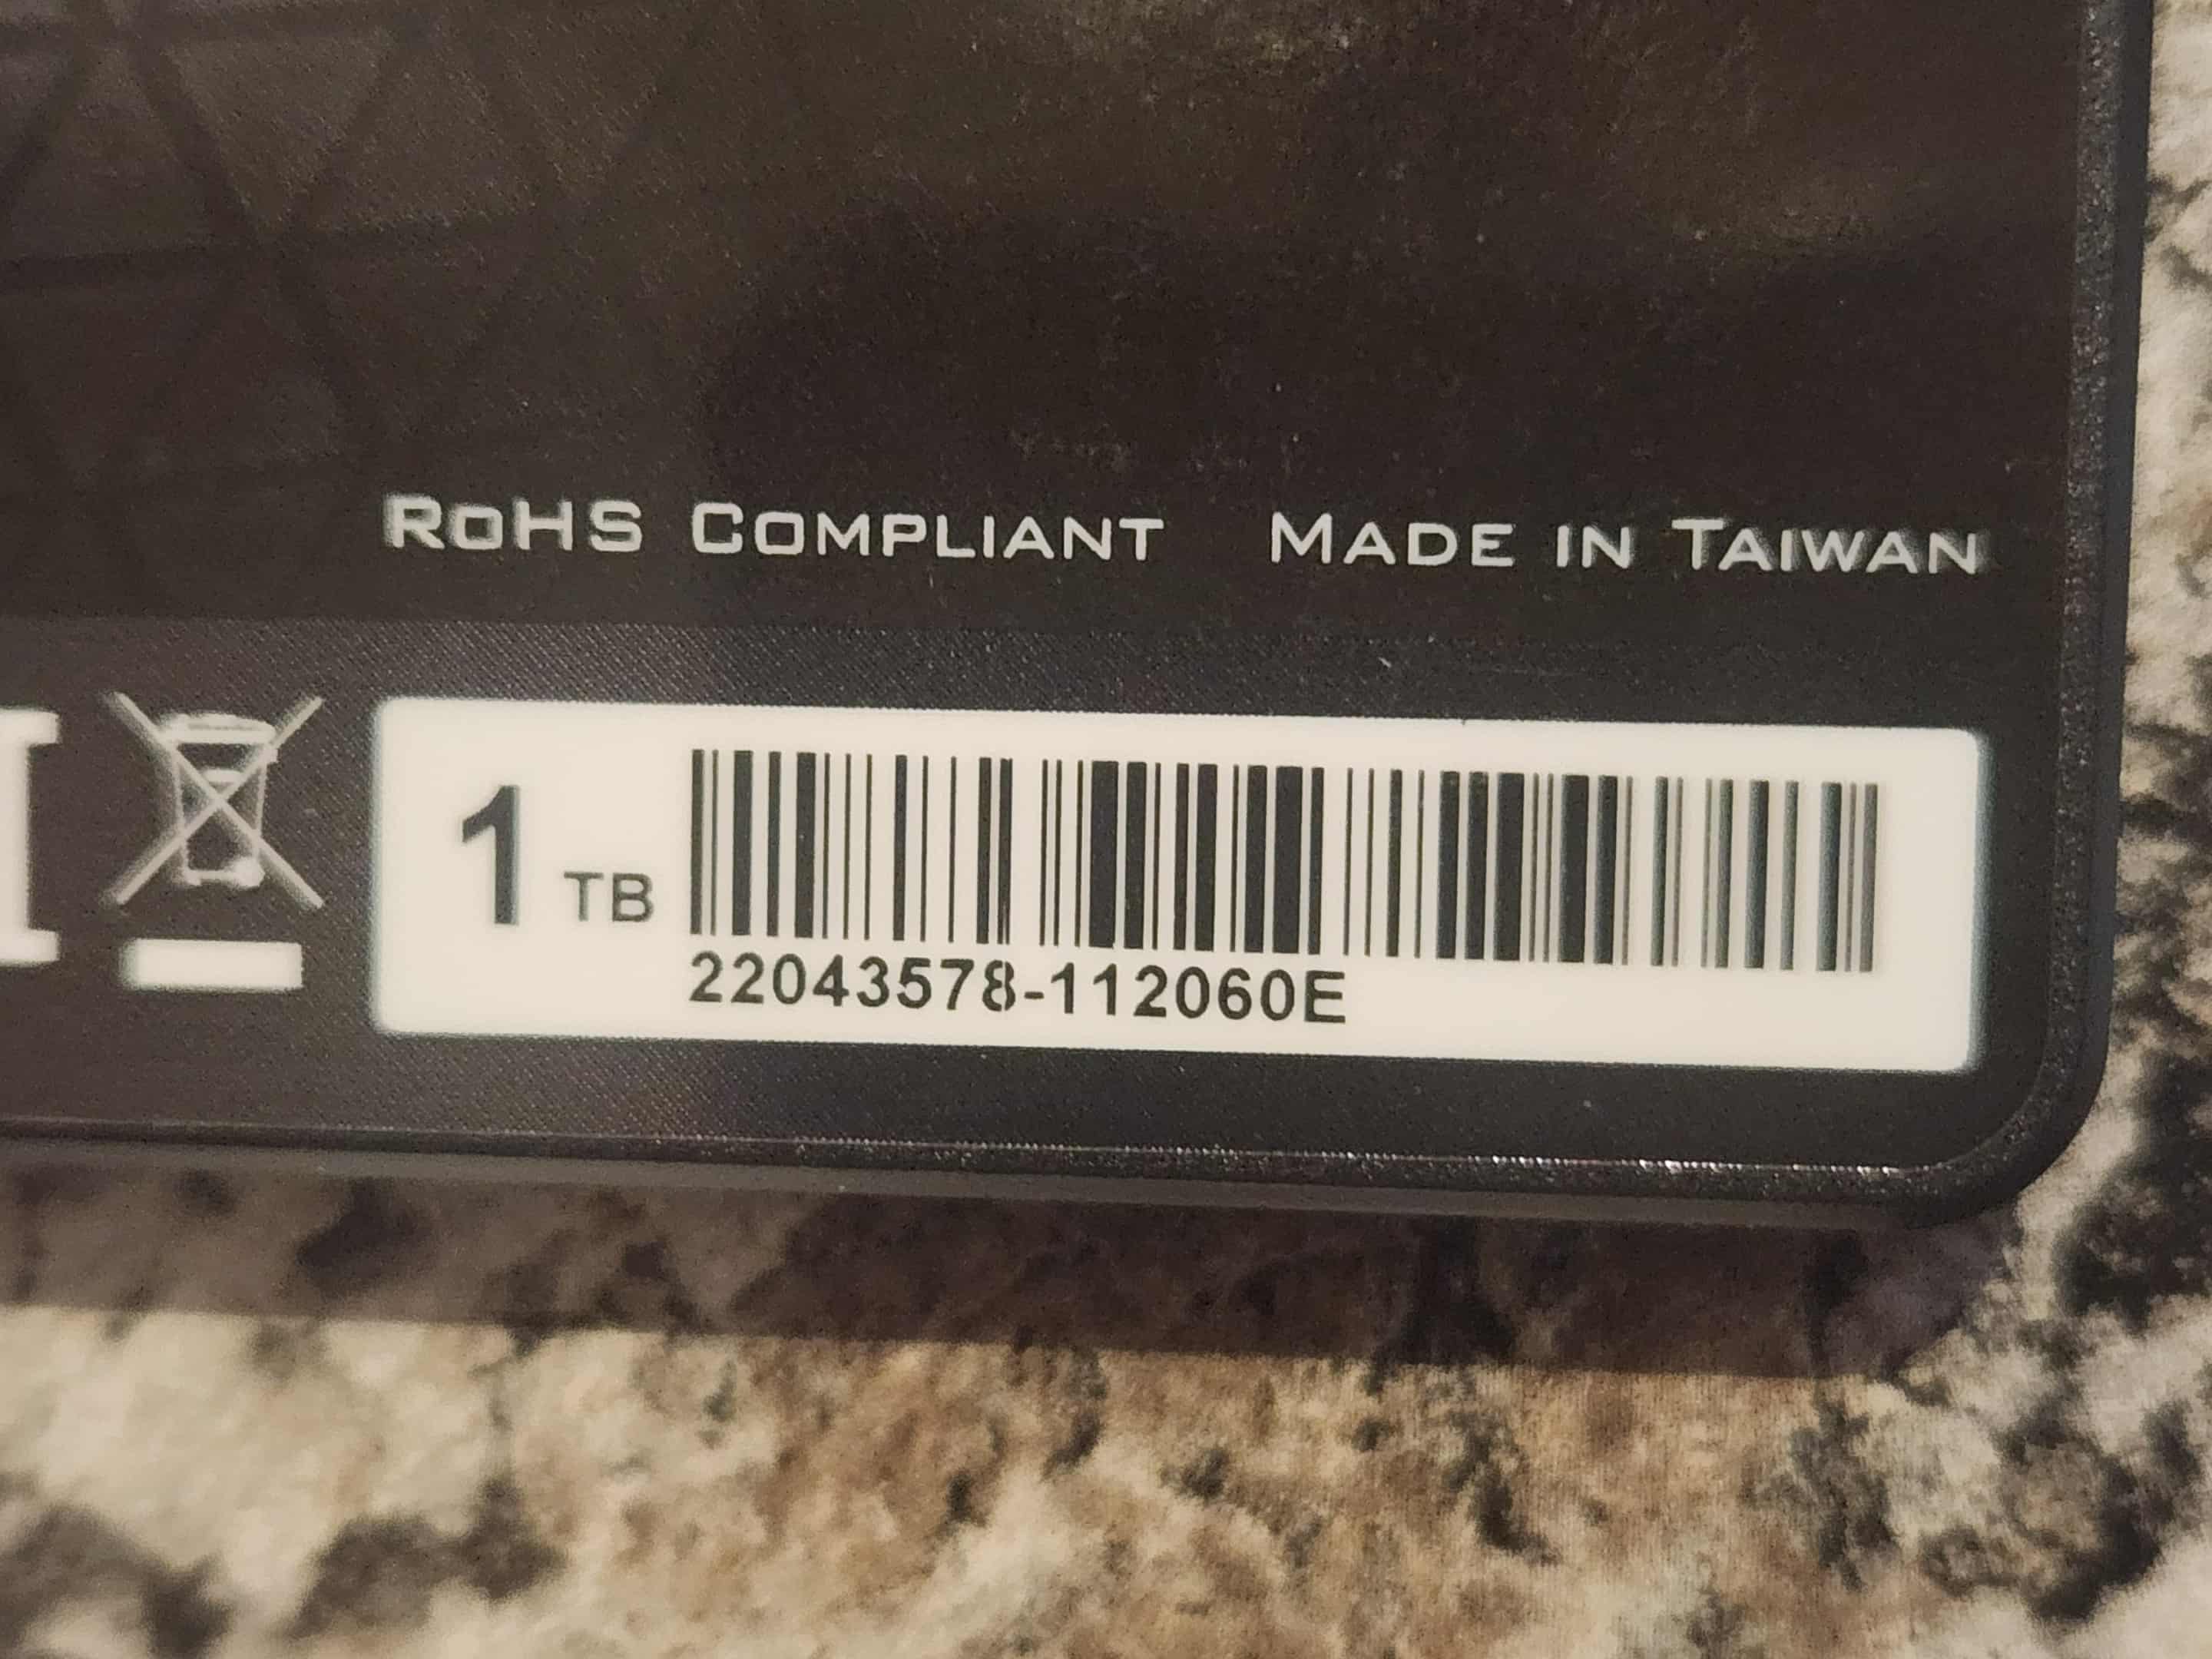 RoHS Compliant Made in Taiwan
1 TB
22043578-112060E